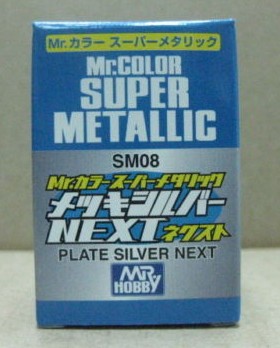 Mr.カラー スーパーメタリック
Mr.COLOR
SUPER
METALLIC
SM08
Mr.カラースーパーメタリック
メッキシルバー
NEXT ネクスト
PLATE SILVER NEXT
MR.
HOBBY